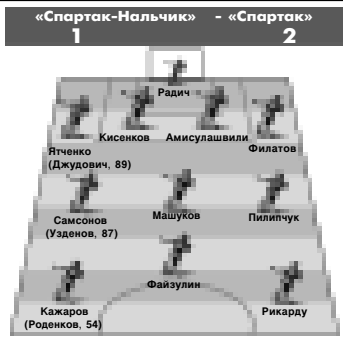 «Спартак-Нальчик» - «Спартак»
1 2
Радич
Кисенков Амисулашвили
Ятченко Филатов
(Джудович, 89)
Самсонов Машуков Пилипчук
(Узденов, 87)
Файзулин
Кажаров Рикарду
(Роденков, 54)